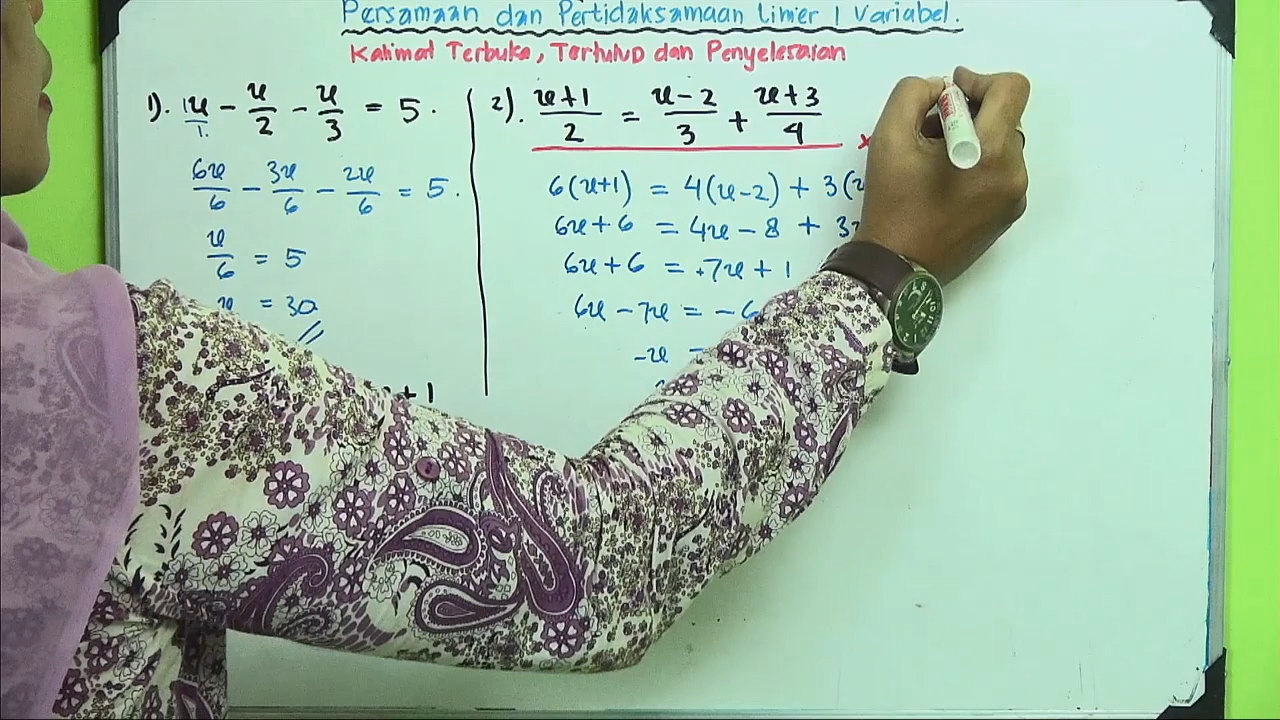 Persamaan dan Pertidaksamaan Linier 1 Variabel.
Kalimat Terbuka, Tertutup dan Penyelesaian
1). x/1 - x/2 - x/3 = 5.
6x/6 - 3x/6 - 2x/6 = 5.
x/6 = 5
x = 30
+ 1
2). x+1/2 = x-2/3 + x+3/4
6(x+1) = 4(x-2) + 3(
6x+6 = 4x - 8 + 3
6x+6 = +7x + 1
6x - 7x = -6
-x